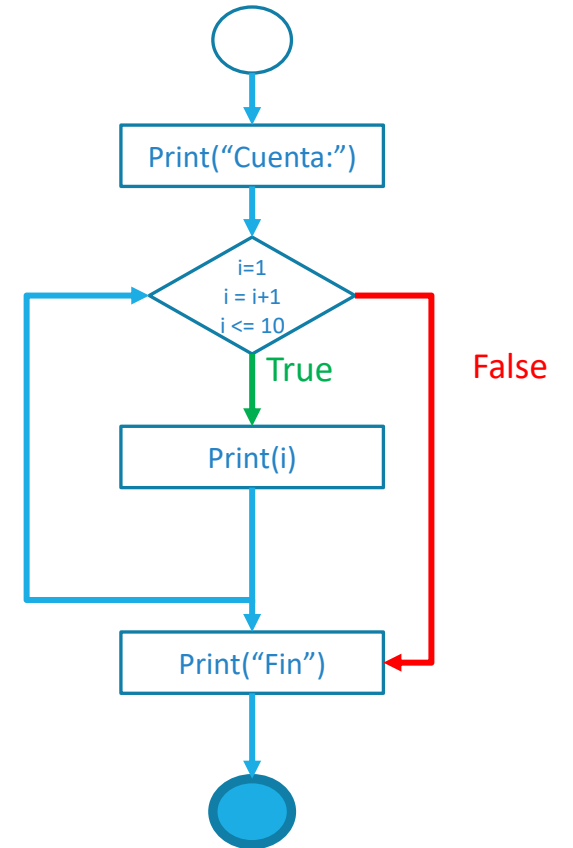 Print(“Cuenta:”)
i=1
i = i+1
i <= 10
True
False
Print(i)
Print(“Fin”)